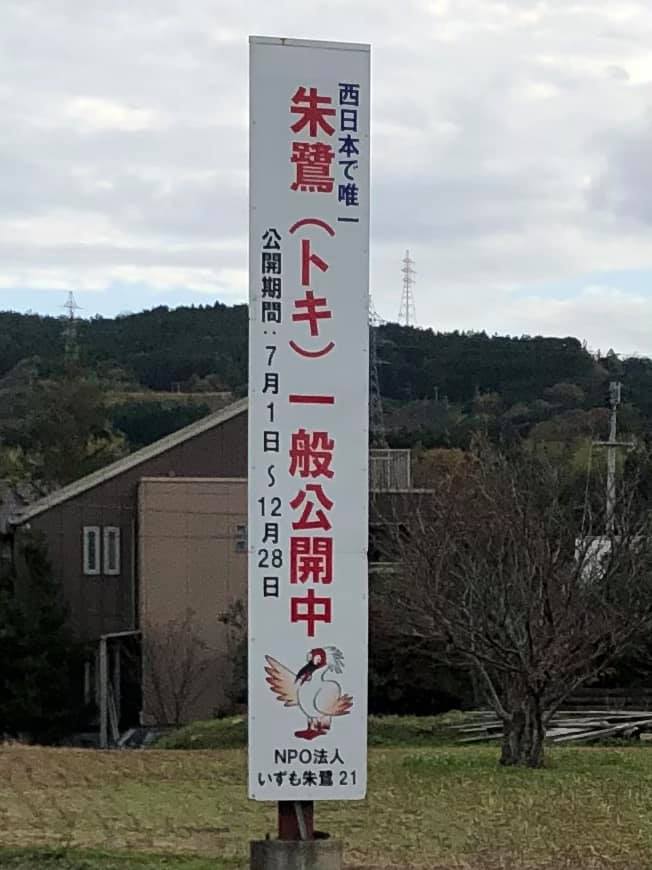 西日本で唯一
朱鷺（トキ）一般公開中
公開期間：7月1日～12月28日
NPO法人
いずも朱鷺21